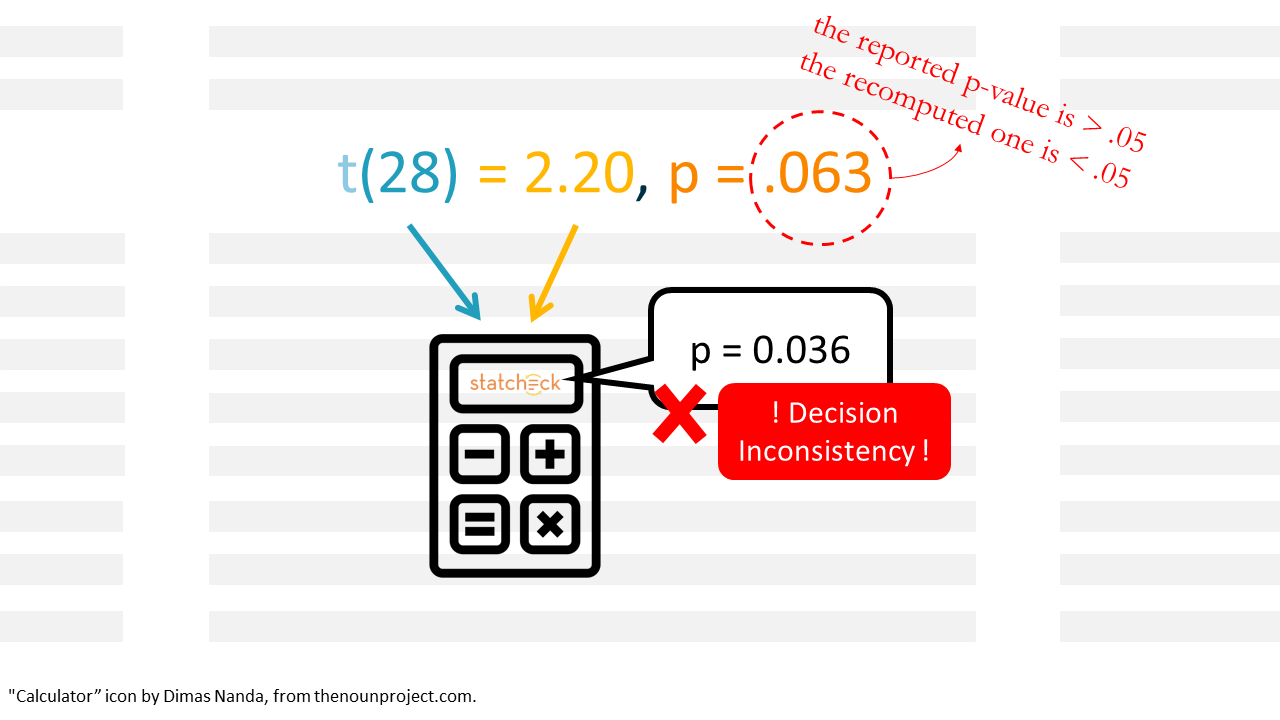 the reported p-value is > .05
the recomputed one is < .05
t(28) = 2.20, p = .063
p = 0.036
statcheck
! Decision
Inconsistency !
"Calculator” icon by Dimas Nanda, from thenounproject.com.